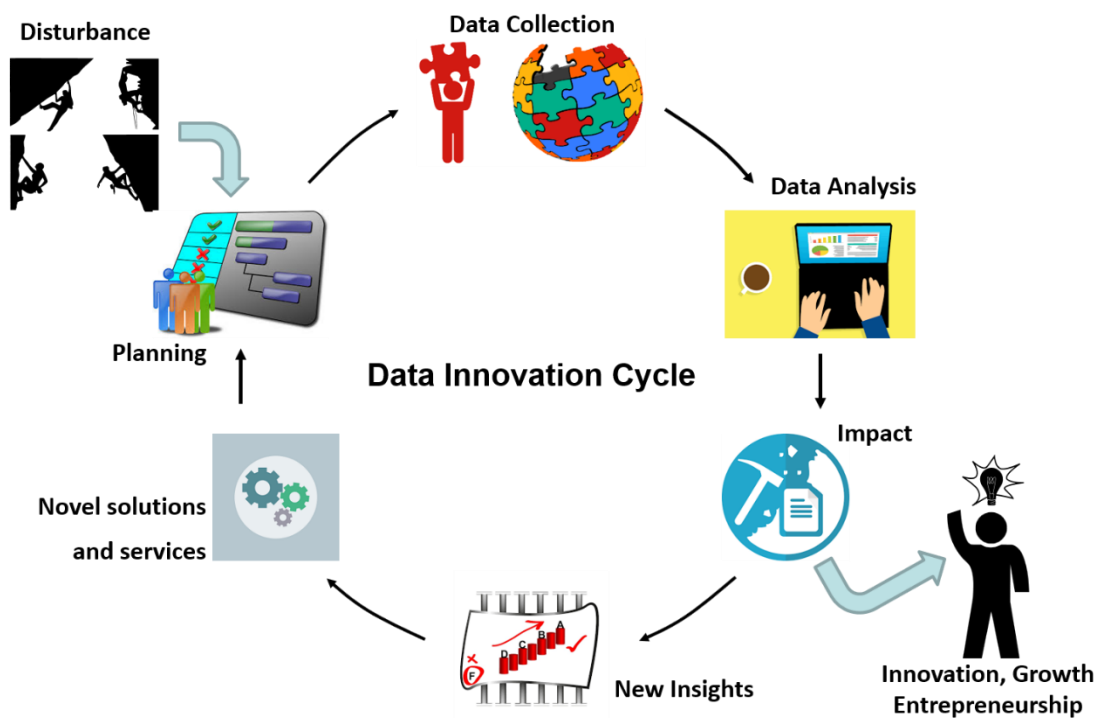 Disturbance
Data Collection
Data Analysis
Planning
Data Innovation Cycle
Impact
Novel solutions
and services
A
B
C
D
F
New Insights
Innovation, Growth
Entrepreneurship